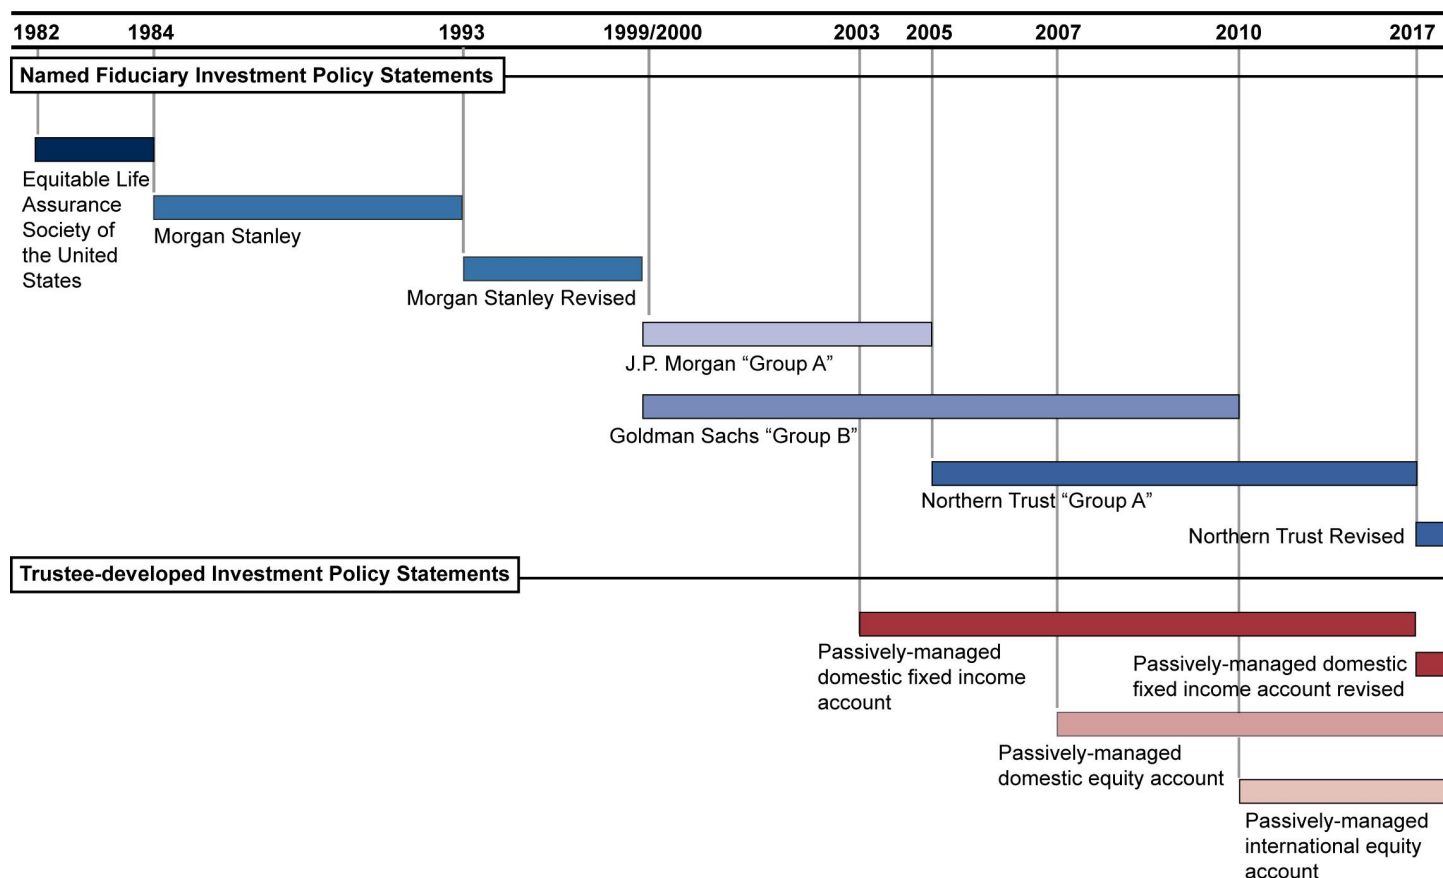 1982 1984 1993 1999/2000 2003 2005 2007 2010 2017
Named Fiduciary Investment Policy Statements
Equitable Life
Assurance
Society of
the United
States
Morgan Stanley
Morgan Stanley Revised
J.P. Morgan “Group A”
Goldman Sachs “Group B”
Northern Trust “Group A”
Northern Trust Revised
Trustee-developed Investment Policy Statements
Passively-managed
domestic fixed income
account
Passively-managed domestic
fixed income account revised
Passively-managed
domestic equity account
Passively-managed
international equity
account